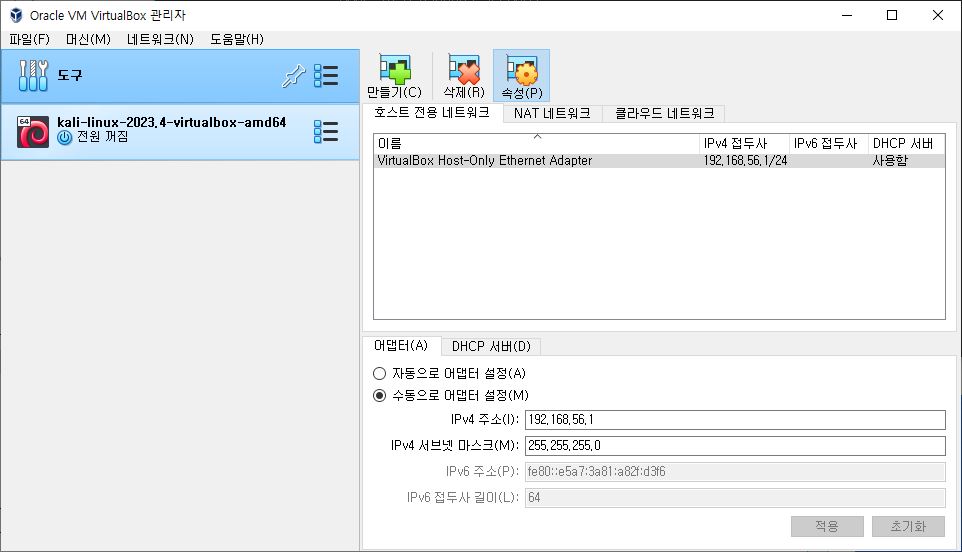 Oracle VM VirtualBox 관리자
파일(F) 머신(M) 네트워크(N) 도움말(H)
도구
64
kali-linux-2023.4-virtualbox-amd64
전원 꺼짐
만들기(C) 삭제(R) 속성(P)
호스트 전용 네트워크 NAT 네트워크 클라우드 네트워크
이름 IPv4 접두사 IPv6 접두사 DHCP 서버
VirtualBox Host-Only Ethernet Adapter 192.168.56.1/24 사용함
어댑터(A) DHCP 서버(D)
자동으로 어댑터 설정(A)
수동으로 어댑터 설정(M)
IPv4 주소(I): 192.168.56.1
IPv4 서브넷 마스크(M): 255.255.255.0
IPv6 주소(P): fe80::e5a7:3a81:a82f:d3f6
IPv6 접두사 길이(L): 64
적용 초기화